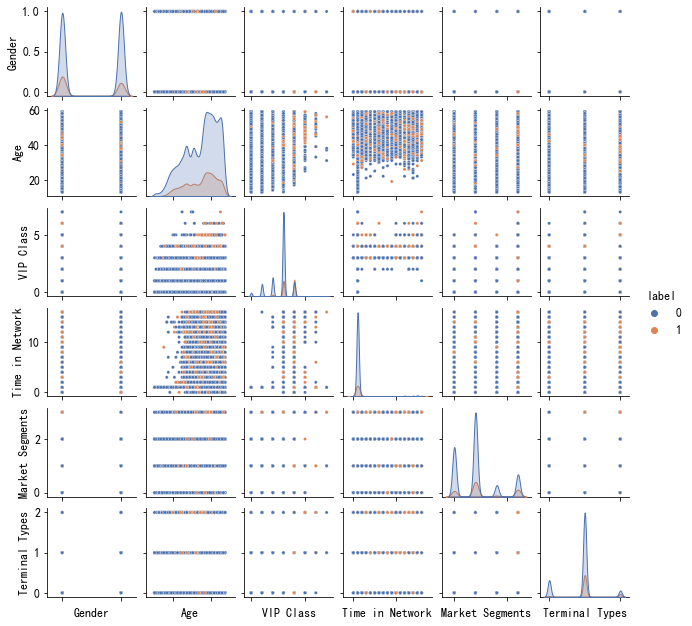 Gender
1.0
0.5
0.0
Age
60
40
20
VIP Class
5
0
Time in Network
10
0
Market Segments
2
0
Terminal Types
2
1
0
Gender Age VIP Class Time in Network Market Segments Terminal Types
label
0
1